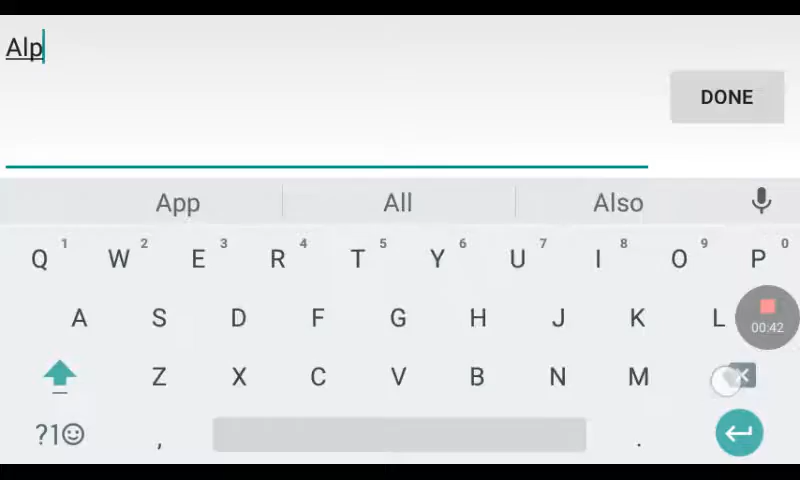 Alp
DONE
App All Also
Q 1 W 2 E 3 R 4 T 5 Y 6 U 7 I 8 O 9 P 0
A S D F G H J K L
00:42
Z X C V B N M
?1☺ , .